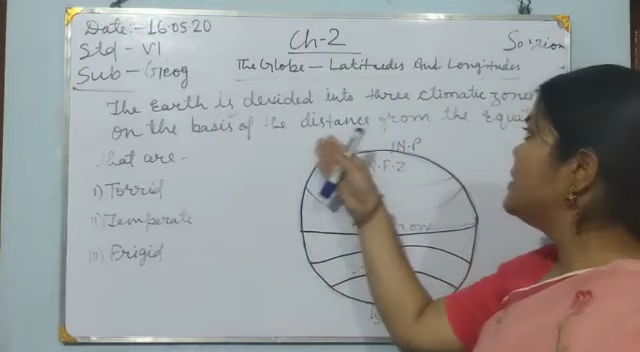 Date:- 16.05.20
Std - VI
Sub - Geog
Ch-2
The Globe - Latitudes And Longitudes
The Earth is devided into three climatic zones
on the basis of the distance from the
that are -
i) Torrid
ii) Temperate
iii) Frigid
N.P
F.Z